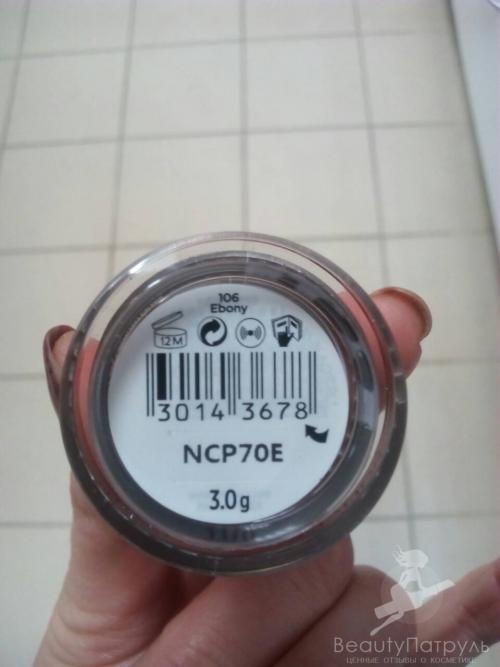 106
Ebony
12M
3014 3678
NCP70E
3.0g
BeautyПатруль
ЦЕННЫЕ ОТЗЫВЫ О КОСМЕТИКЕ